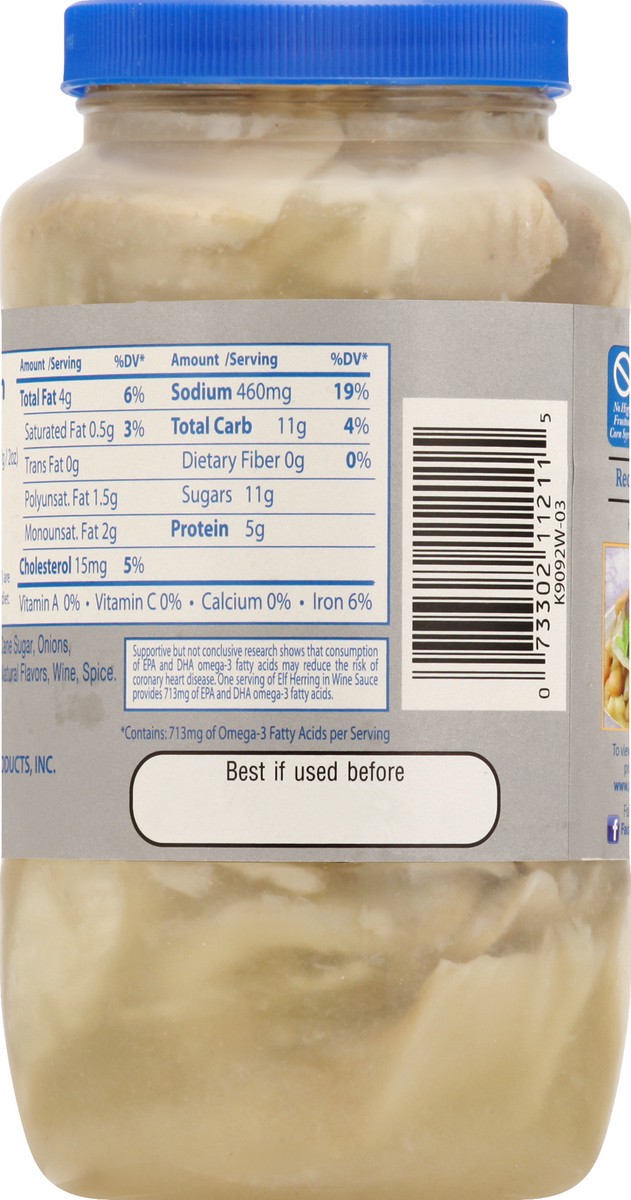 Amount /Serving %DV* Amount /Serving %DV*
Total Fat 4g 6% Sodium 460mg 19%
Saturated Fat 0.5g 3% Total Carb 11g 4%
Trans Fat 0g Dietary Fiber 0g 0%
Polyunsat. Fat 1.5g Sugars 11g
Monounsat. Fat 2g Protein 5g
Cholesterol 15mg 5%
Vitamin A 0% • Vitamin C 0% • Calcium 0% • Iron 6%
/ 2oz)
are
Sugar, Onions,
Flavors, Wine, Spice.
Supportive but not conclusive research shows that consumption
of EPA and DHA omega-3 fatty acids may reduce the risk of
coronary heart disease. One serving of Elf Herring in Wine Sauce
provides 713mg of EPA and DHA omega-3 fatty acids.
*Contains: 713mg of Omega-3 Fatty Acids per Serving
INC.
Best if used before
0 73302 11211 5
K9092W-03
No
Corn
To
www.
f